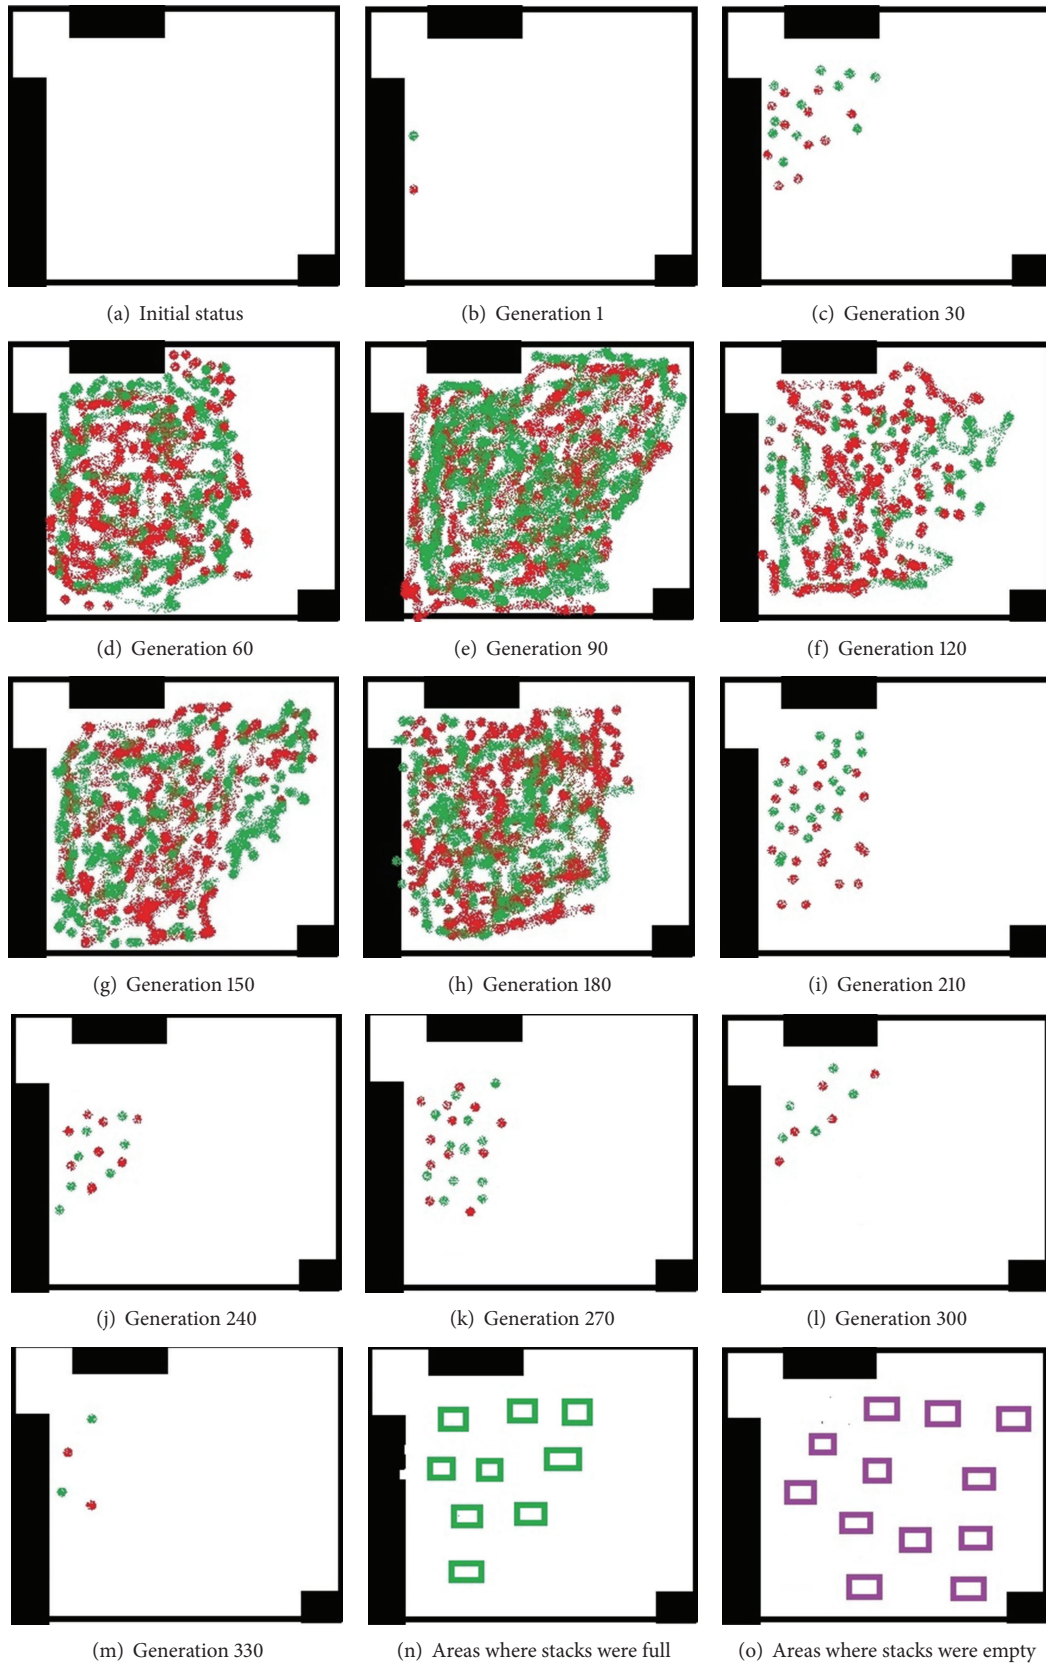 (a) Initial status
(b) Generation 1
(c) Generation 30
(d) Generation 60
(e) Generation 90
(f) Generation 120
(g) Generation 150
(h) Generation 180
(i) Generation 210
(j) Generation 240
(k) Generation 270
(l) Generation 300
(m) Generation 330
(n) Areas where stacks were full
(o) Areas where stacks were empty